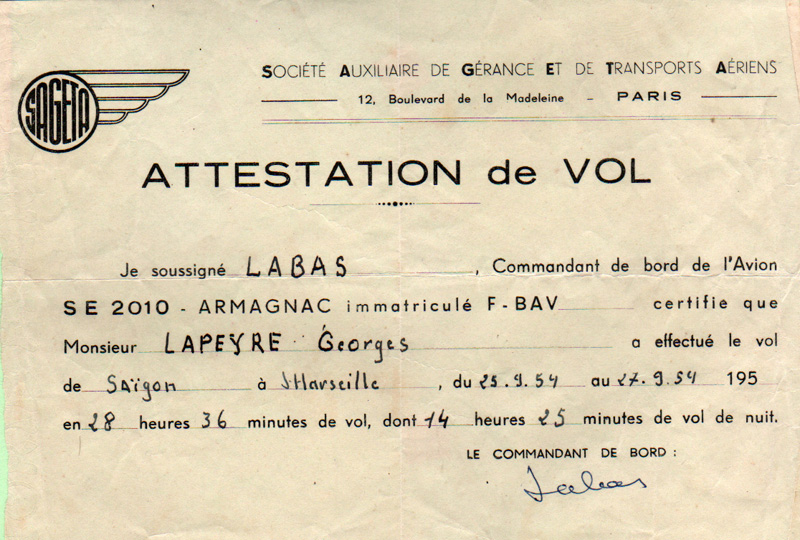 SAGETA
SOCIÉTÉ AUXILIAIRE DE GÉRANCE ET DE TRANSPORTS AÉRIENS
12, Boulevard de la Madeleine - PARIS
ATTESTATION de VOL
Je soussigné LABAS, Commandant de bord de l'Avion
SE 2010 - ARMAGNAC immatriculé F-BAV certifie que
Monsieur LAPEYRE Georges a effectué le vol
de Saïgon à Marseille, du 25.9.54 au 27.9.54 195
en 28 heures 36 minutes de vol, dont 14 heures 25 minutes de vol de nuit.
LE COMMANDANT DE BORD :
Labas